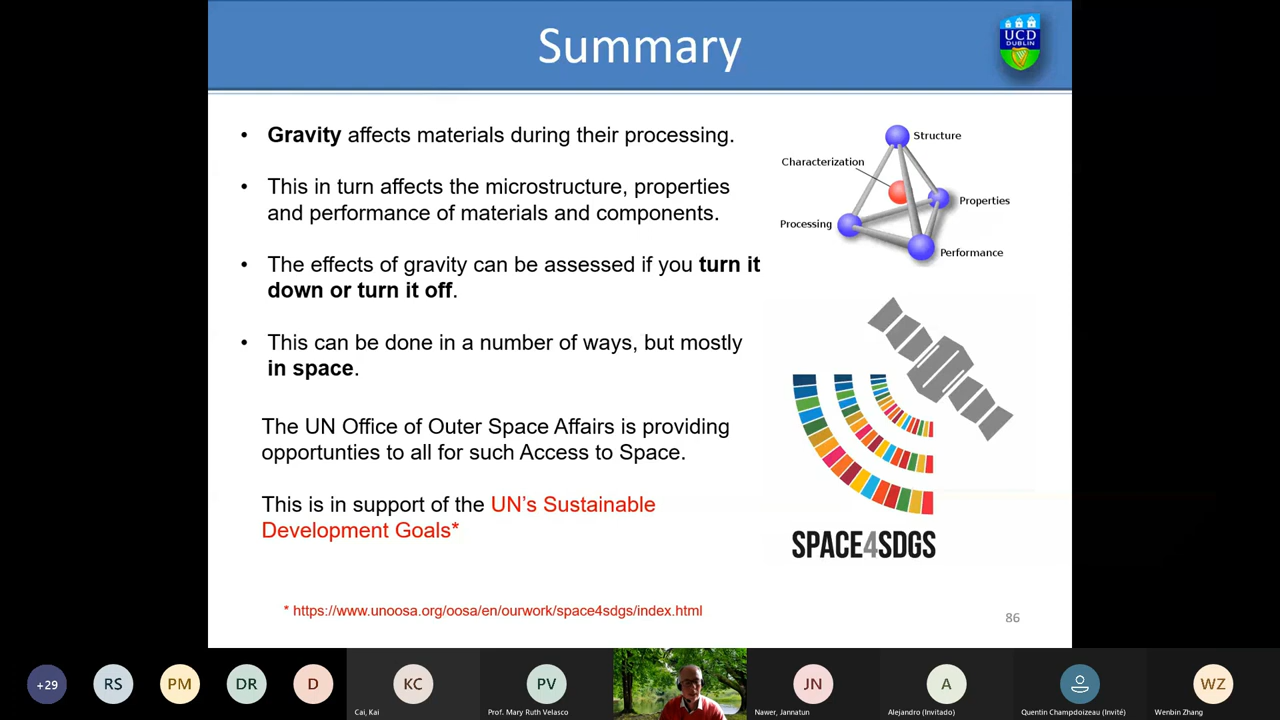 Summary
UCD
DUBLIN
• Gravity affects materials during their processing.
• This in turn affects the microstructure, properties
and performance of materials and components.
• The effects of gravity can be assessed if you turn it
down or turn it off.
• This can be done in a number of ways, but mostly
in space.
The UN Office of Outer Space Affairs is providing
opportunities to all for such Access to Space.
This is in support of the UN’s Sustainable
Development Goals*
* https://www.unoosa.org/oosa/en/ourwork/space4sdgs/index.html
Structure
Characterization
Properties
Processing
Performance
SPACE4SDGS
86
+29
RS
PM
DR
D
KC
Cai, Kai
PV
Prof. Mary Ruth Velasco
JN
Nawer, Jannatun
A
Alejandro (Invitado)
Quentin Champdoizeau (Invité)
WZ
Wenbin Zhang